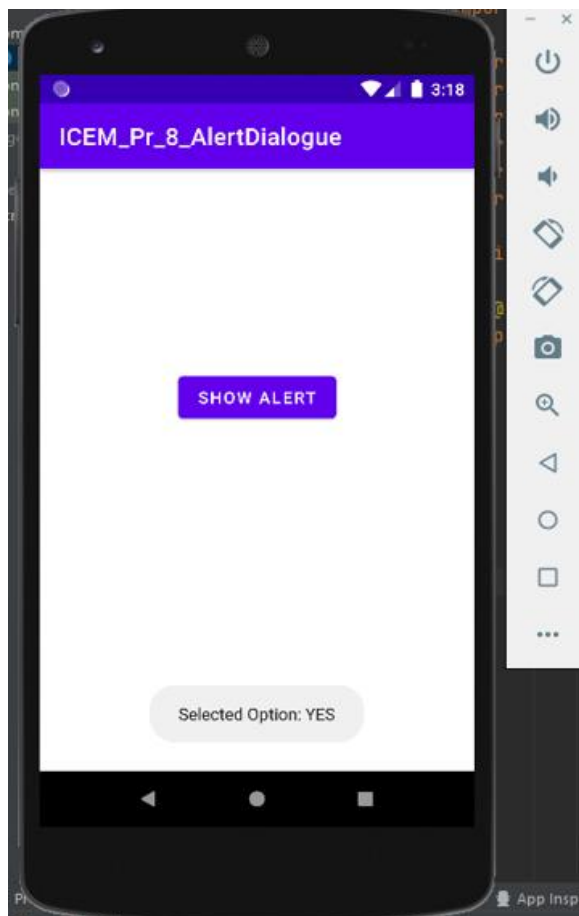 3:18
ICEM_Pr_8_AlertDialogue
SHOW ALERT
Selected Option: YES
App Insp